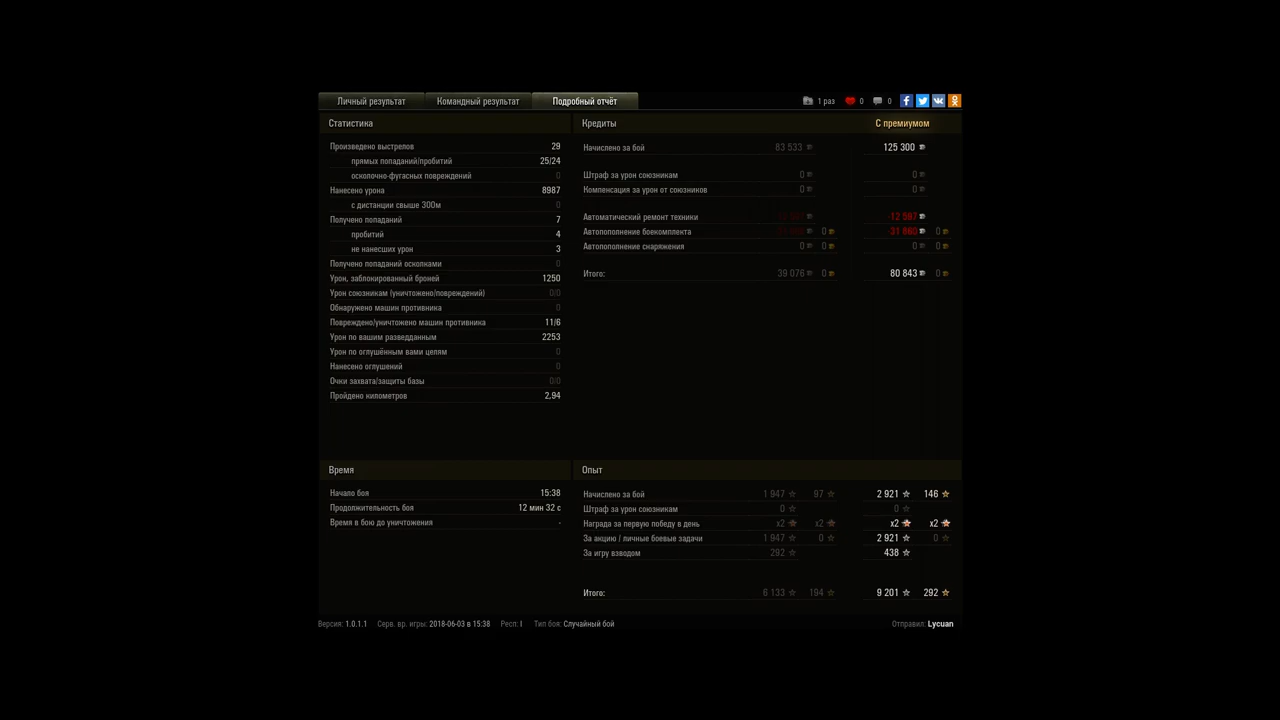 Личный результат Командный результат Подробный отчёт 1 раз 0 0
Статистика
Произведено выстрелов 29
прямых попаданий/пробитий 25/24
осколочно-фугасных повреждений 0
Нанесено урона 8987
с дистанции свыше 300м 0
Получено попаданий 7
пробитий 4
не нанесших урон 3
Получено попаданий осколками 0
Урон, заблокированный броней 1250
Урон союзникам (уничтожено/повреждений) 0/0
Обнаружено машин противника 0
Повреждено/уничтожено машин противника 11/6
Урон по вашим разведданным 2253
Урон по оглушённым вами целям 0
Нанесено оглушений 0
Очки захвата/защиты базы 0/0
Пройдено километров 2,94
Кредиты С премиумом
Начислено за бой 83 533 125 300
Штраф за урон союзникам 0 0
Компенсация за урон от союзников 0 0
Автоматический ремонт техники -12 597
Автопополнение боекомплекта 0 -31 860 0
Автопополнение снаряжения 0 0 0 0
Итого: 39 076 0 80 843 0
Время
Начало боя 15:38
Продолжительность боя 12 мин 32 с
Время в бою до уничтожения -
Опыт
Начислено за бой 1 947 97 2 921 146
Штраф за урон союзникам 0 0
Награда за первую победу в день x2 x2 x2 x2
За акцию / личные боевые задачи 1 947 0 2 921 0
За игру взводом 292 438
Итого: 6 133 194 9 201 292
Версия: 1.0.1.1 Серв. вр. игры: 2018-06-03 в 15:38 Респ: I Тип боя: Случайный бой Отправил: Lycuan